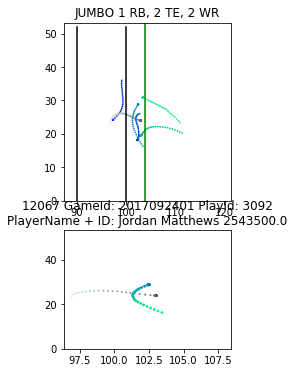 JUMBO 1 RB, 2 TE, 2 WR
50
40
30
20
10
0
90 100 110 120
12067 GameId: 2017092401 PlayId: 3092
PlayerName + ID: Jordan Matthews 2543500.0
40
20
0
97.5 100.0 102.5 105.0 107.5